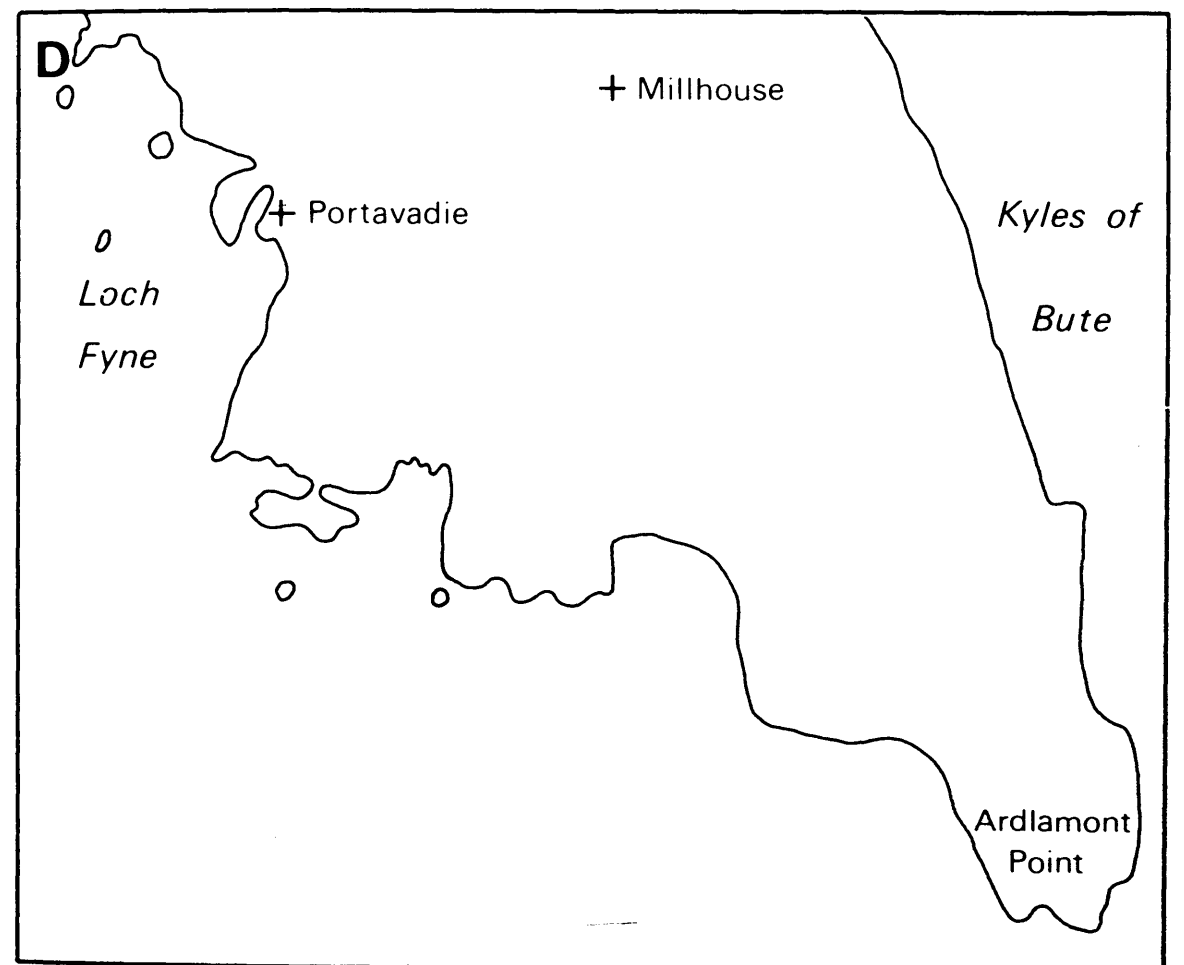 D
+ Millhouse
+ Portavadie
Kyles of
Bute
Loch
Fyne
Ardlamont
Point